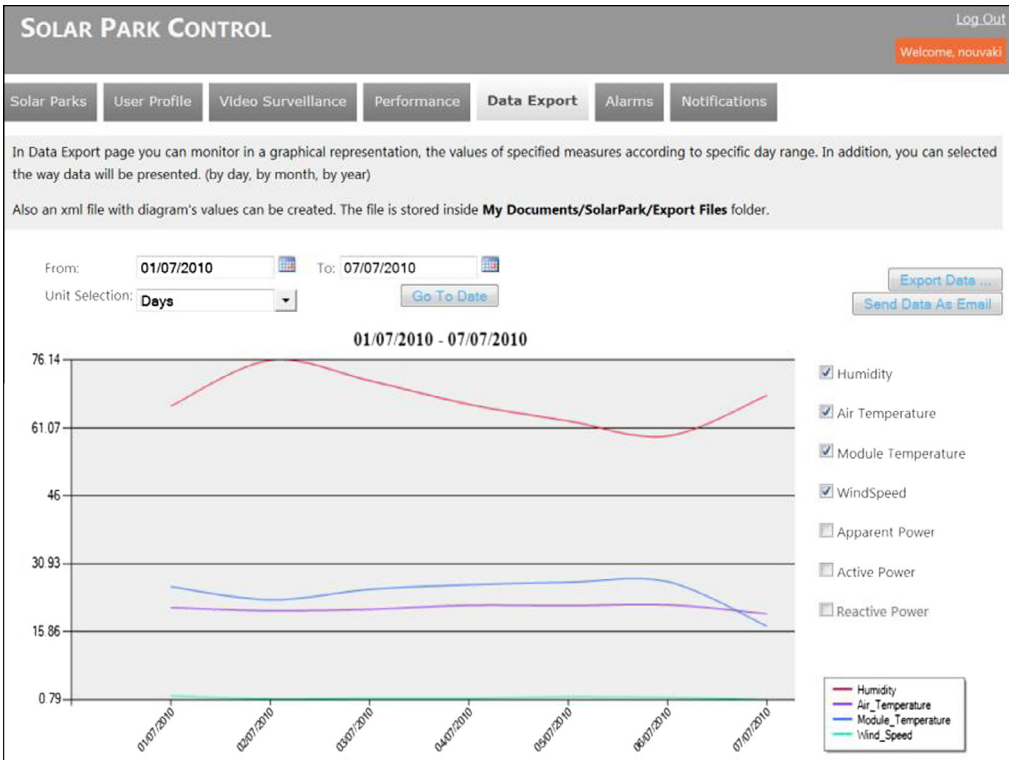 SOLAR PARK CONTROL
Log Out
Welcome, nouvaki
Solar Parks
User Profile
Video Surveillance
Performance
Data Export
Alarms
Notifications
In Data Export page you can monitor in a graphical representation, the values of specified measures according to specific day range. In addition, you can selected
the way data will be presented. (by day, by month, by year)
Also an xml file with diagram's values can be created. The file is stored inside My Documents/SolarPark/Export Files folder.
From: 01/07/2010 To: 07/07/2010
Unit Selection: Days
Go To Date
Export Data ...
Send Data As Email
01/07/2010 - 07/07/2010
76.14
61.07
46
30.93
15.86
0.79
01/07/2010
02/07/2010
03/07/2010
04/07/2010
05/07/2010
06/07/2010
07/07/2010
Humidity
Air Temperature
Module Temperature
WindSpeed
Apparent Power
Active Power
Reactive Power
Humidity
Air_Temperature
Module_Temperature
Wind_Speed